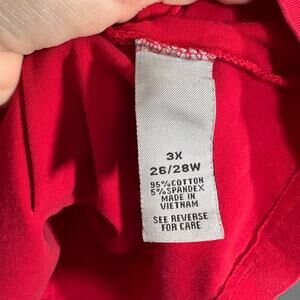 3X
26/28W
95%COTTON
5%SPANDEX
MADE IN
VIETNAM
SEE REVERSE
FOR CARE